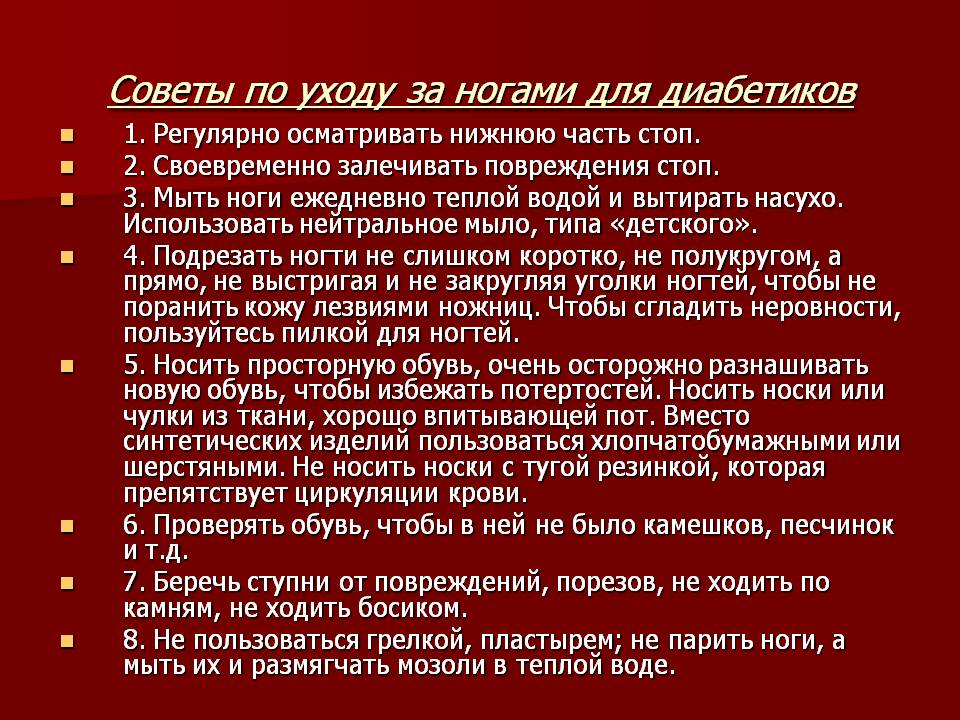 Советы по уходу за ногами для диабетиков
1. Регулярно осматривать нижнюю часть стоп.
2. Своевременно залечивать повреждения стоп.
3. Мыть ноги ежедневно теплой водой и вытирать насухо.
Использовать нейтральное мыло, типа «детского».
4. Подрезать ногти не слишком коротко, не полукругом, а
прямо, не выстригая и не закругляя уголки ногтей, чтобы не
поранить кожу лезвиями ножниц. Чтобы сгладить неровности,
пользуйтесь пилкой для ногтей.
5. Носить просторную обувь, очень осторожно разнашивать
новую обувь, чтобы избежать потертостей. Носить носки или
чулки из ткани, хорошо впитывающей пот. Вместо
синтетических изделий пользоваться хлопчатобумажными или
шерстяными. Не носить носки с тугой резинкой, которая
препятствует циркуляции крови.
6. Проверять обувь, чтобы в ней не было камешков, песчинок
и т.д.
7. Беречь ступни от повреждений, порезов, не ходить по
камням, не ходить босиком.
8. Не пользоваться грелкой, пластырем; не парить ноги, а
мыть их и размягчать мозоли в теплой воде.